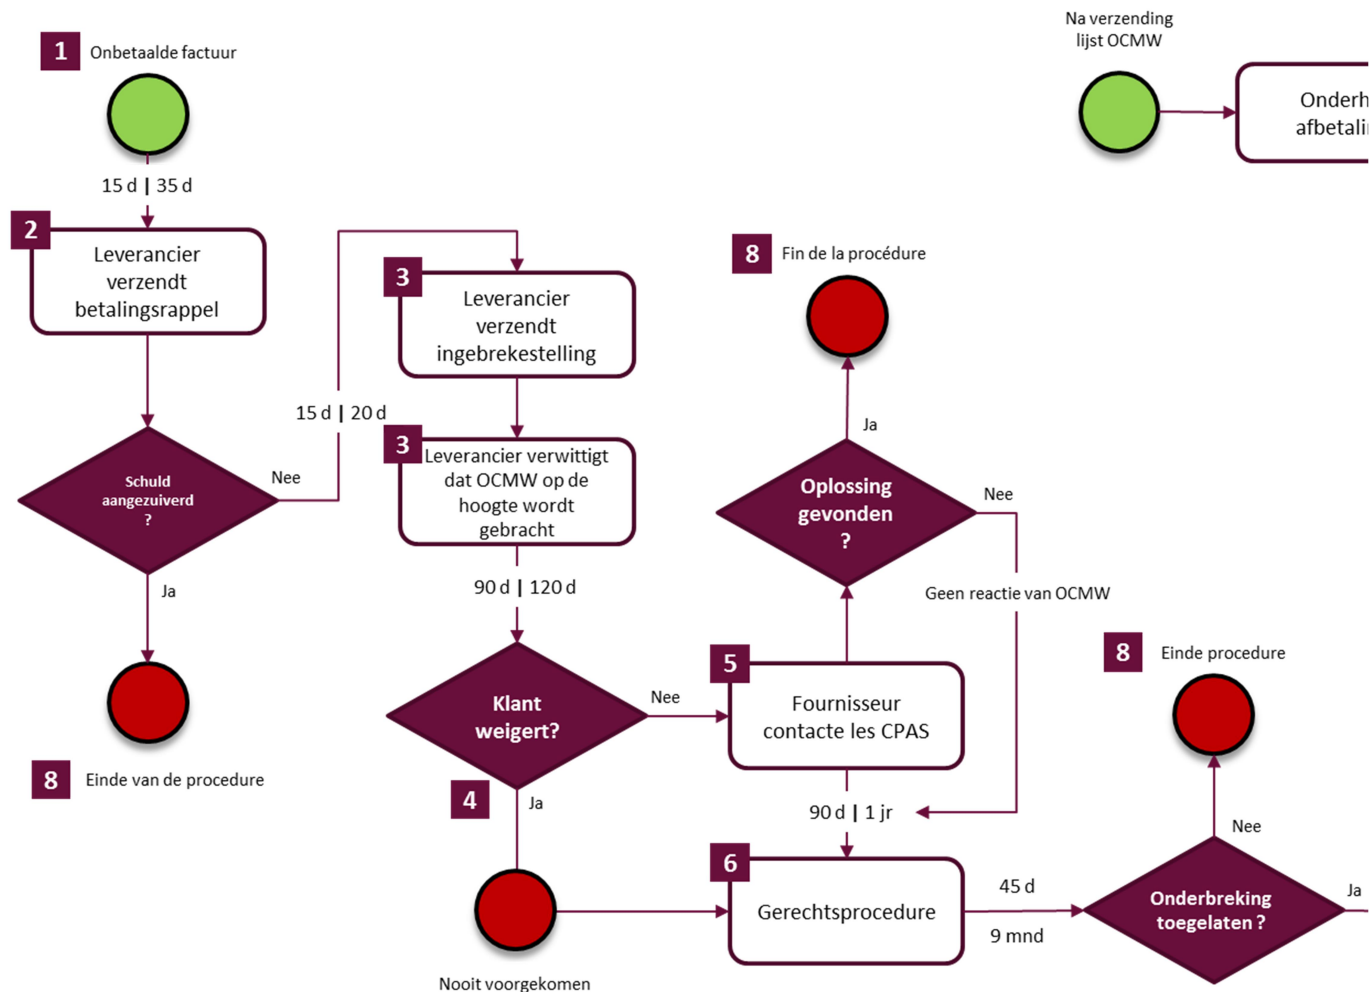 1
Onbetaalde factuur
15 d | 35 d
2
Leverancier
verzendt
betalingsrappel
Schuld
aangezuiverd
?
Nee
Ja
8
Einde van de procedure
15 d | 20 d
3
Leverancier
verzendt
ingebrekestelling
3
Leverancier verwittigt
dat OCMW op de
hoogte wordt
gebracht
90 d | 120 d
Klant
weigert?
Nee
4
Ja
Nooit voorgekomen
8
Fin de la procédure
Ja
Oplossing
gevonden
?
Nee
Geen reactie van OCMW
5
Fournisseur
contacte les CPAS
90 d | 1 jr
6
Gerechtsprocedure
45 d
9 mnd
Na verzending
lijst OCMW
Onderh
afbetali
8
Einde procedure
Nee
Onderbreking
toegelaten ?
Ja